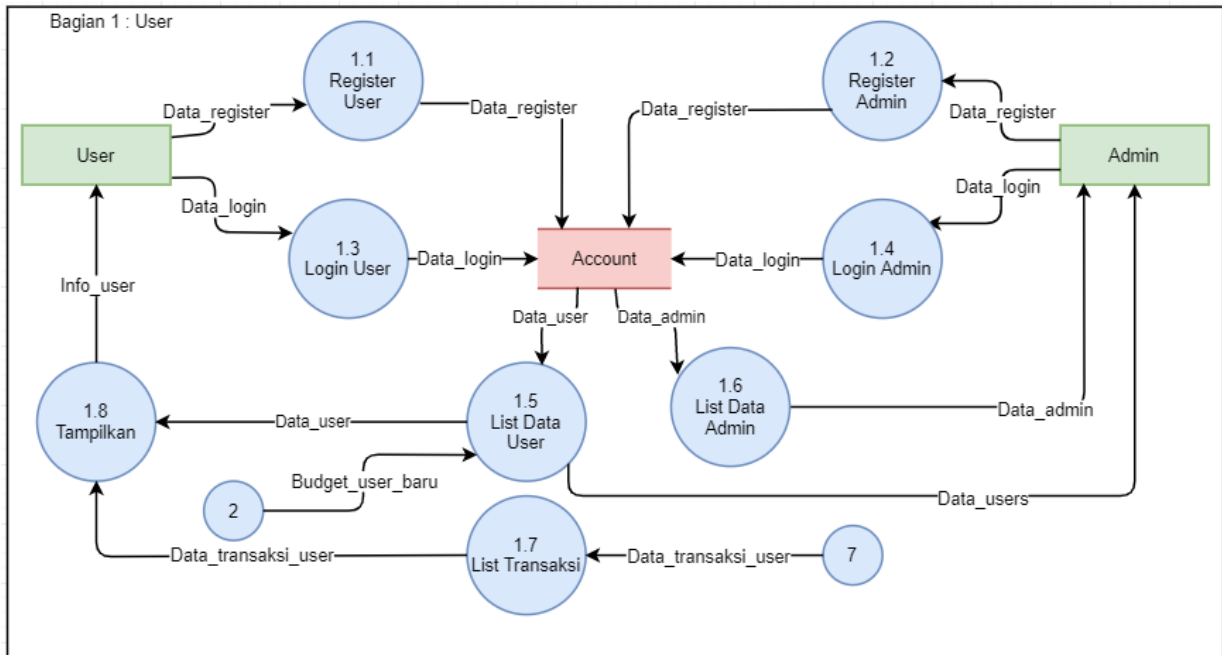 Bagian 1 : User
1.1
Register
User
1.2
Register
Admin
Data_register
Data_register
Data_register
Data_register
User
Admin
Data_login
Data_login
1.3
Login User
Data_login
Account
Data_login
1.4
Login Admin
Info_user
Data_user
Data_admin
1.8
Tampilkan
Data_user
1.5
List Data
User
1.6
List Data
Admin
Data_admin
Budget_user_baru
2
Data_users
Data_transaksi_user
1.7
List Transaksi
Data_transaksi_user
7